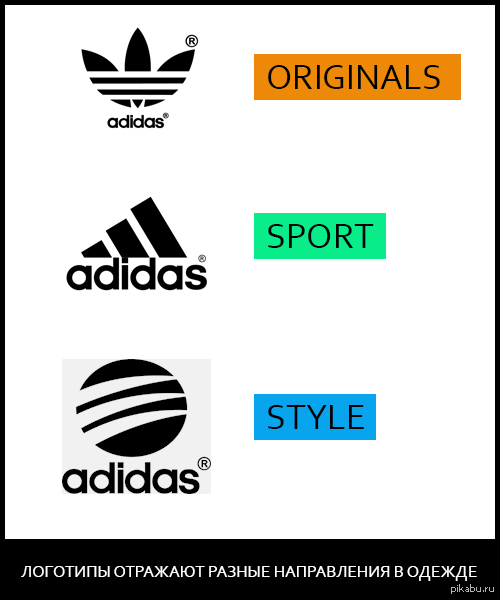 ®
adidas®
ORIGINALS
SPORT
adidas®
STYLE
adidas®
ЛОГОТИПЫ ОТРАЖАЮТ РАЗНЫЕ НАПРАВЛЕНИЯ В ОДЕЖДЕ
pikabu.ru